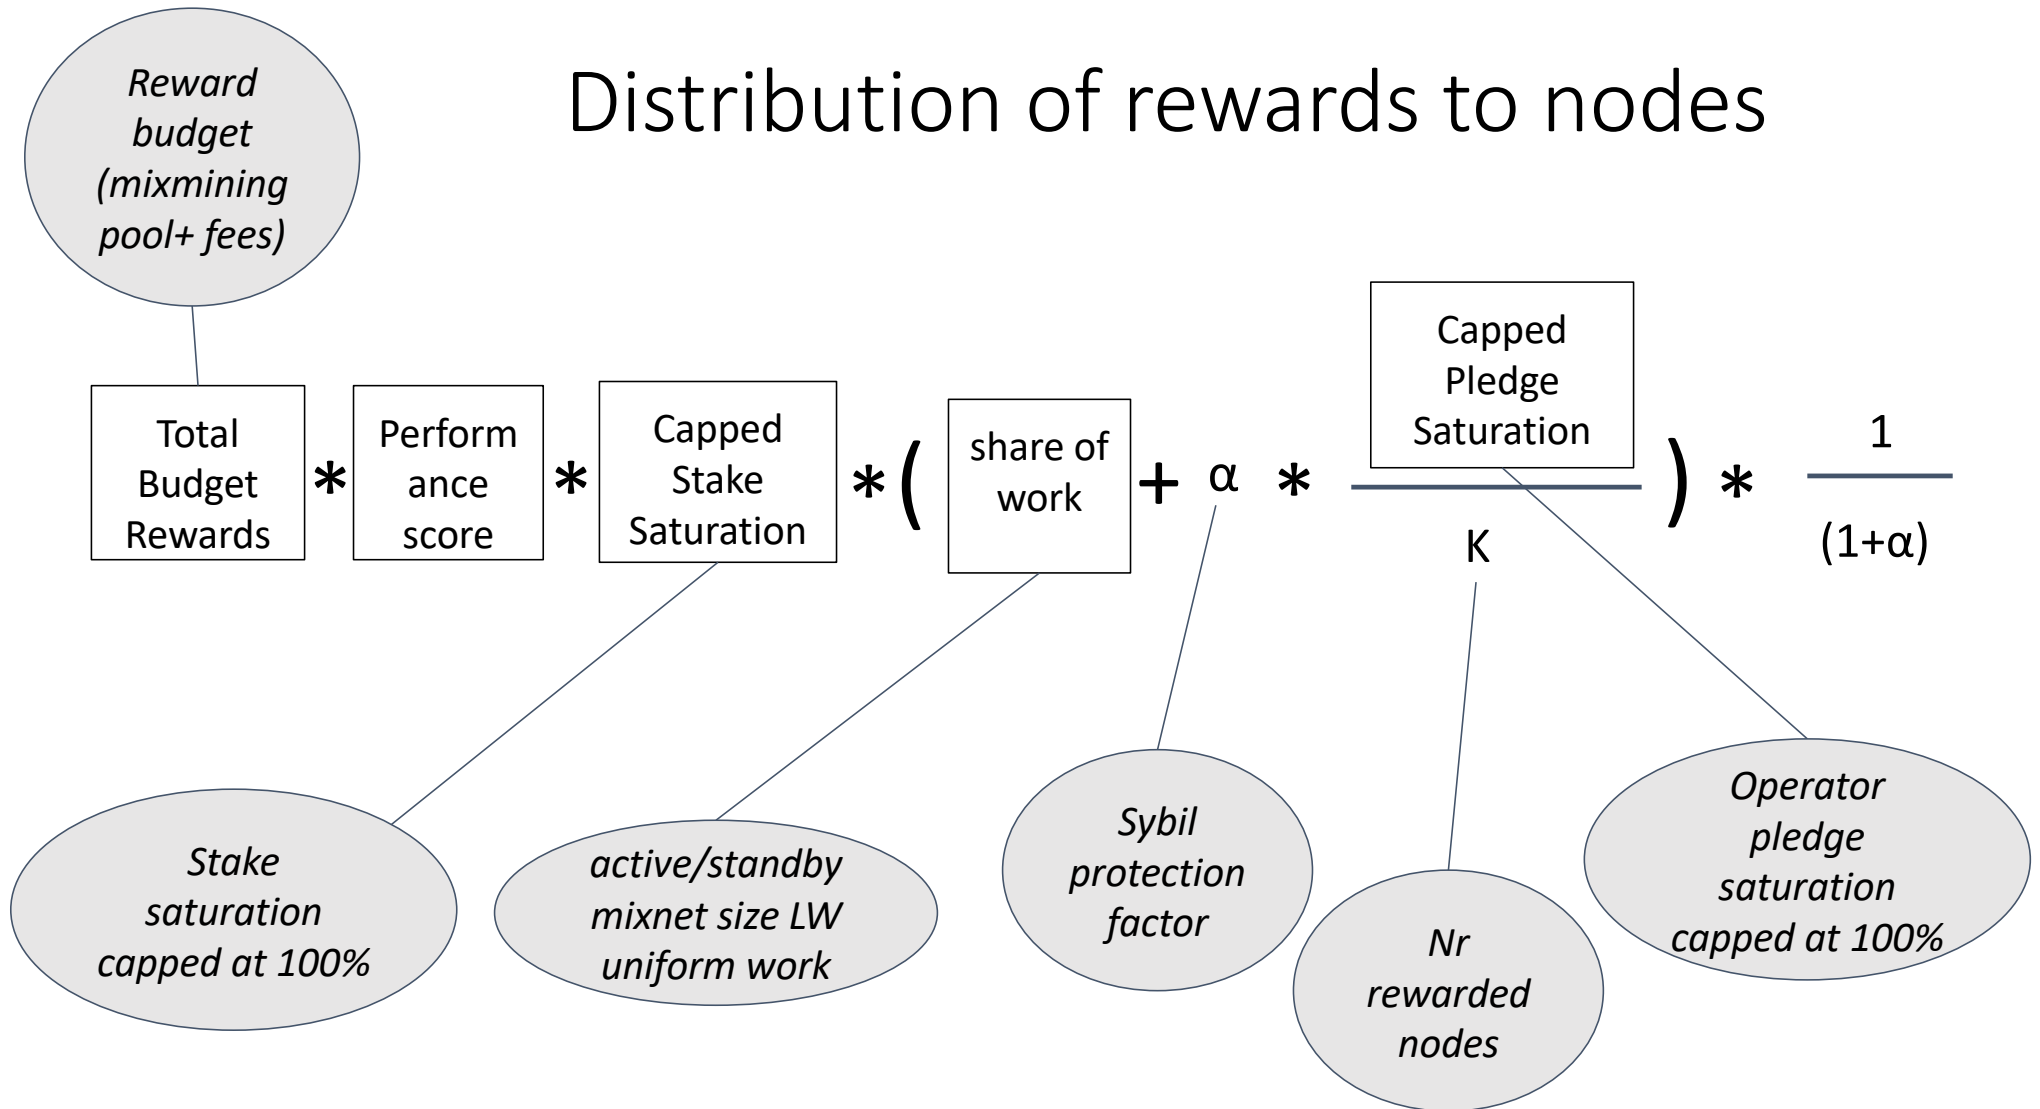 Reward
budget
(mixmining
pool+ fees)
Distribution of rewards to nodes
Total
Budget
Rewards
*
Perform
ance
score
*
Capped
Stake
Saturation
*
(
share of
work
+
α
*
Capped
Pledge
Saturation
K
)
*
1
(1+α)
Stake
saturation
capped at 100%
active/standby
mixnet size LW
uniform work
Sybil
protection
factor
Nr
rewarded
nodes
Operator
pledge
saturation
capped at 100%